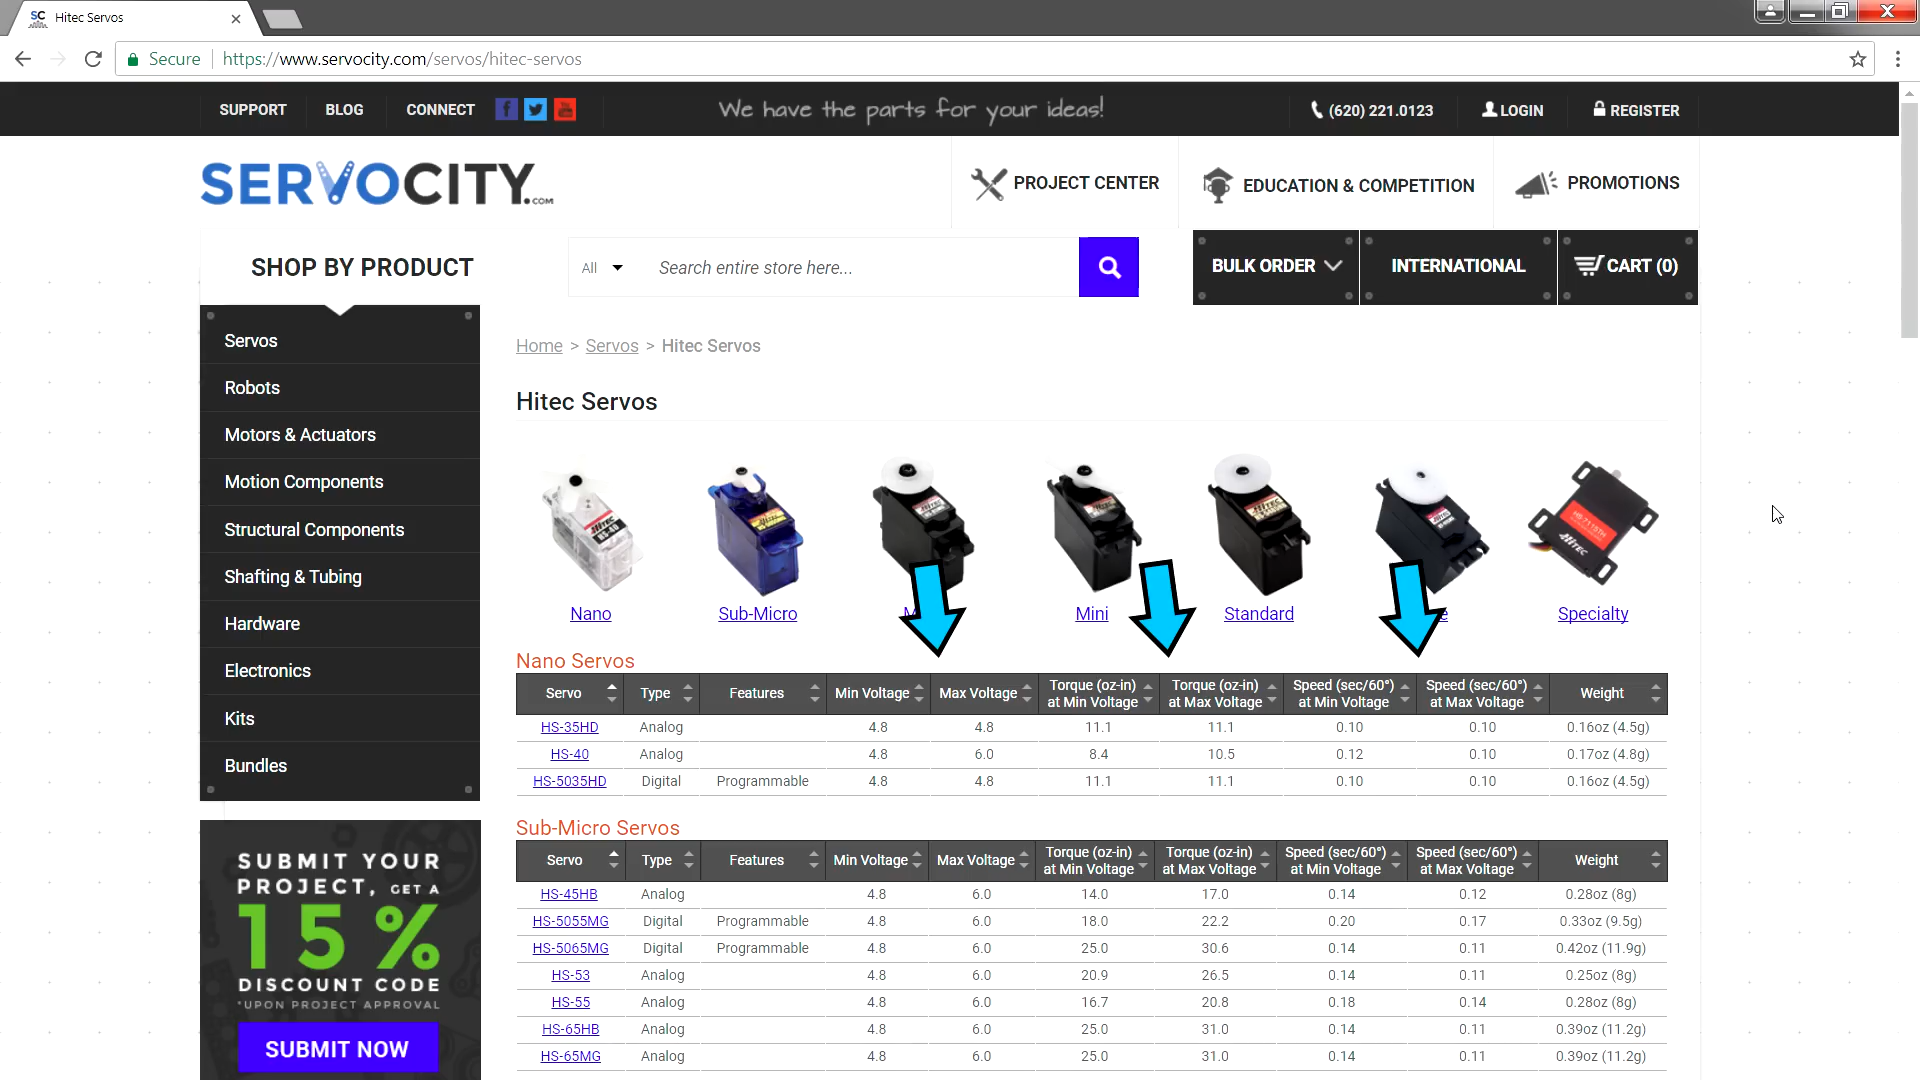 SC Hitec Servos
Secure https://www.servocity.com/servos/hitec-servos
SUPPORT BLOG CONNECT We have the parts for your ideas! (620) 221.0123 LOGIN REGISTER
SERVOCITY.COM
PROJECT CENTER EDUCATION & COMPETITION PROMOTIONS
SHOP BY PRODUCT All Search entire store here... BULK ORDER INTERNATIONAL CART (0)
Servos
Robots
Motors & Actuators
Motion Components
Structural Components
Shafting & Tubing
Hardware
Electronics
Kits
Bundles
SUBMIT YOUR
PROJECT, GET A
15 %
DISCOUNT CODE
*UPON PROJECT APPROVAL
SUBMIT NOW
Home > Servos > Hitec Servos
Hitec Servos
Nano Sub-Micro Mini Standard Specialty
Nano Servos
Servo Type Features Min Voltage Max Voltage Torque (oz-in) at Min Voltage Torque (oz-in) at Max Voltage Speed (sec/60°) at Min Voltage Speed (sec/60°) at Max Voltage Weight
HS-35HD Analog 4.8 4.8 11.1 11.1 0.10 0.10 0.16oz (4.5g)
HS-40 Analog 4.8 6.0 8.4 10.5 0.12 0.10 0.17oz (4.8g)
HS-5035HD Digital Programmable 4.8 4.8 11.1 11.1 0.10 0.10 0.16oz (4.5g)
Sub-Micro Servos
Servo Type Features Min Voltage Max Voltage Torque (oz-in) at Min Voltage Torque (oz-in) at Max Voltage Speed (sec/60°) at Min Voltage Speed (sec/60°) at Max Voltage Weight
HS-45HB Analog 4.8 6.0 14.0 17.0 0.14 0.12 0.28oz (8g)
HS-5055MG Digital Programmable 4.8 6.0 18.0 22.2 0.20 0.17 0.33oz (9.5g)
HS-5065MG Digital Programmable 4.8 6.0 25.0 30.6 0.14 0.11 0.42oz (11.9g)
HS-53 Analog 4.8 6.0 20.9 26.5 0.14 0.11 0.25oz (8g)
HS-55 Analog 4.8 6.0 16.7 20.8 0.18 0.14 0.28oz (8g)
HS-65HB Analog 4.8 6.0 25.0 31.0 0.14 0.11 0.39oz (11.2g)
HS-65MG Analog 4.8 6.0 25.0 31.0 0.14 0.11 0.39oz (11.2g)